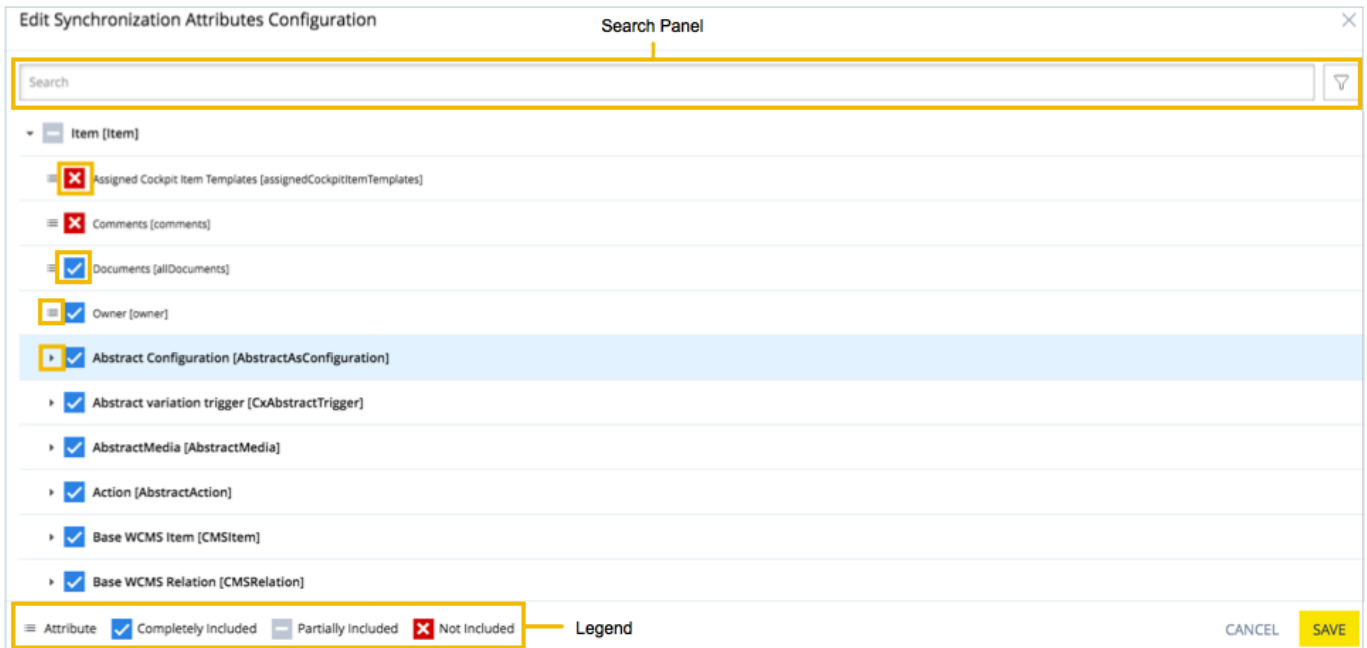 Edit Synchronization Attributes Configuration
Search Panel
Search
Item [Item]
Assigned Cockpit Item Templates [assignedCockpitItemTemplates]
Comments [comments]
Documents [allDocuments]
Owner [owner]
Abstract Configuration [AbstractAsConfiguration]
Abstract variation trigger [CxAbstractTrigger]
AbstractMedia [AbstractMedia]
Action [AbstractAction]
Base WCMS Item [CMSItem]
Base WCMS Relation [CMSRelation]
Attribute Completely Included Partially Included Not Included Legend CANCEL SAVE